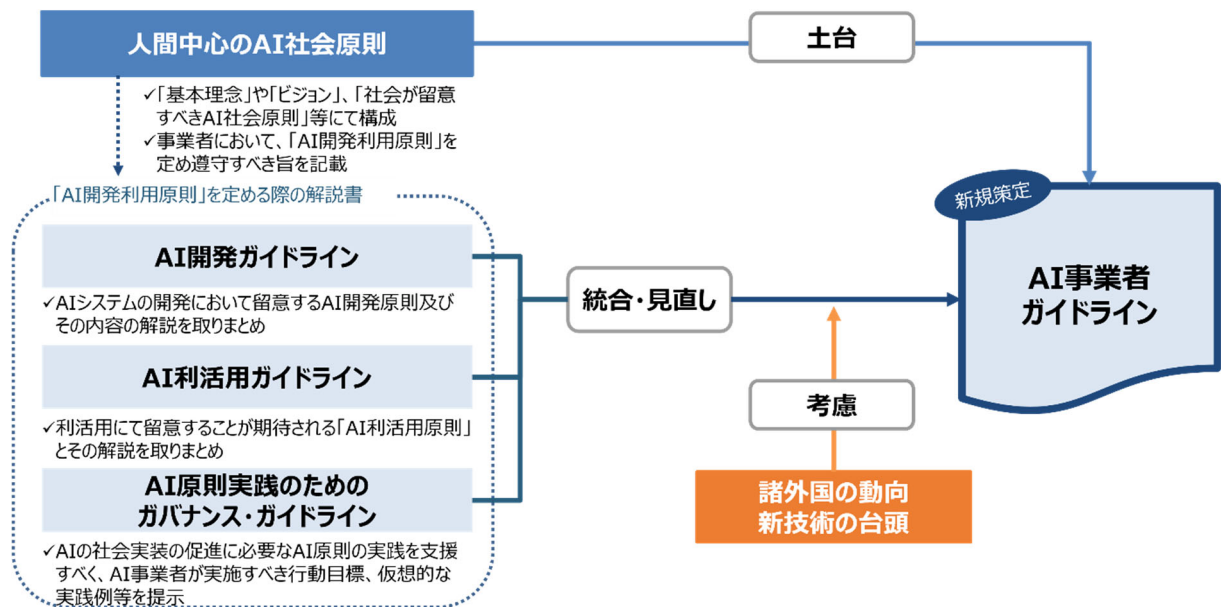 人間中心のAI社会原則
土台
✓「基本理念」や「ビジョン」、「社会が留意
すべきAI社会原則」等にて構成
✓事業者において、「AI開発利用原則」を
定め遵守すべき旨を記載
「AI開発利用原則」を定める際の解説書
AI開発ガイドライン
✓AIシステムの開発において留意するAI開発原則及び
その内容の解説を取りまとめ
AI利活用ガイドライン
✓利活用にて留意することが期待される「AI利活用原則」
とその解説を取りまとめ
AI原則実践のための
ガバナンス・ガイドライン
✓AIの社会実装の促進に必要なAI原則の実践を支援
すべく、AI事業者が実施すべき行動目標、仮想的な
実践例等を提示
統合・見直し
考慮
諸外国の動向
新技術の台頭
新規策定
AI事業者
ガイドライン